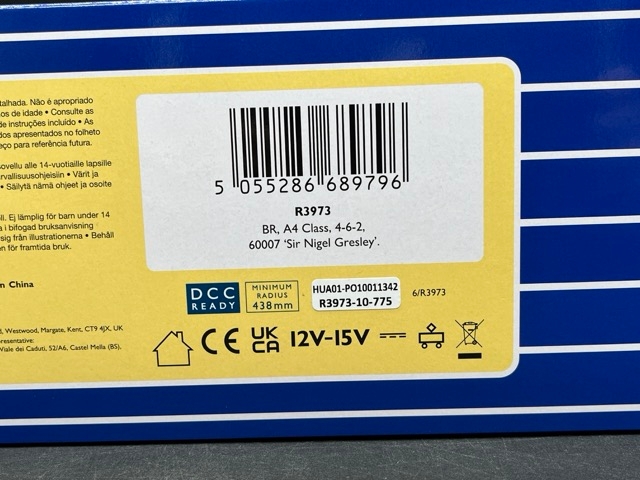 talhada. Não é apropriado
os de idade • Consulte as
de instruções incluído • As
dos apresentados no folheto
eço para referência futura.
sovellu alle 14-vuotiaille lapsille
rvallisuusohjeisiin • Värit ja
• Säilytä nämä ohjeet ja osoite
ll. Ej lämplig för barn under 14
a i bifogad bruksanvisning
sig från illustrationerna • Behåll
n för framtida bruk.
n China
3, Westwood, Margate, Kent, CT9 4JX, UK
presentative:
Viale dei Caduti, 52/A6, Castel Mella (BS),
5 055286 689796
R3973
BR, A4 Class, 4-6-2,
60007 'Sir Nigel Gresley'.
DCC
READY
MINIMUM
RADIUS
438mm
HUA01-PO10011342
R3973-10-775
6/R3973
CE
UK
CA
12V–15V